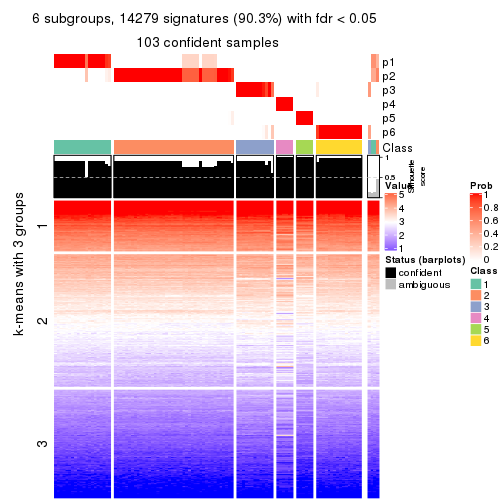 6 subgroups, 14279 signatures (90.3%) with fdr < 0.05
103 confident samples
p1
p2
p3
p4
p5
p6
Class
1
0.5
0
Silhouette
score
k-means with 3 groups
1
2
3
Value
5
4
3
2
1
Status (barplots)
confident
ambiguous
Prob
1
0.8
0.6
0.4
0.2
0
Class
1
2
3
4
5
6